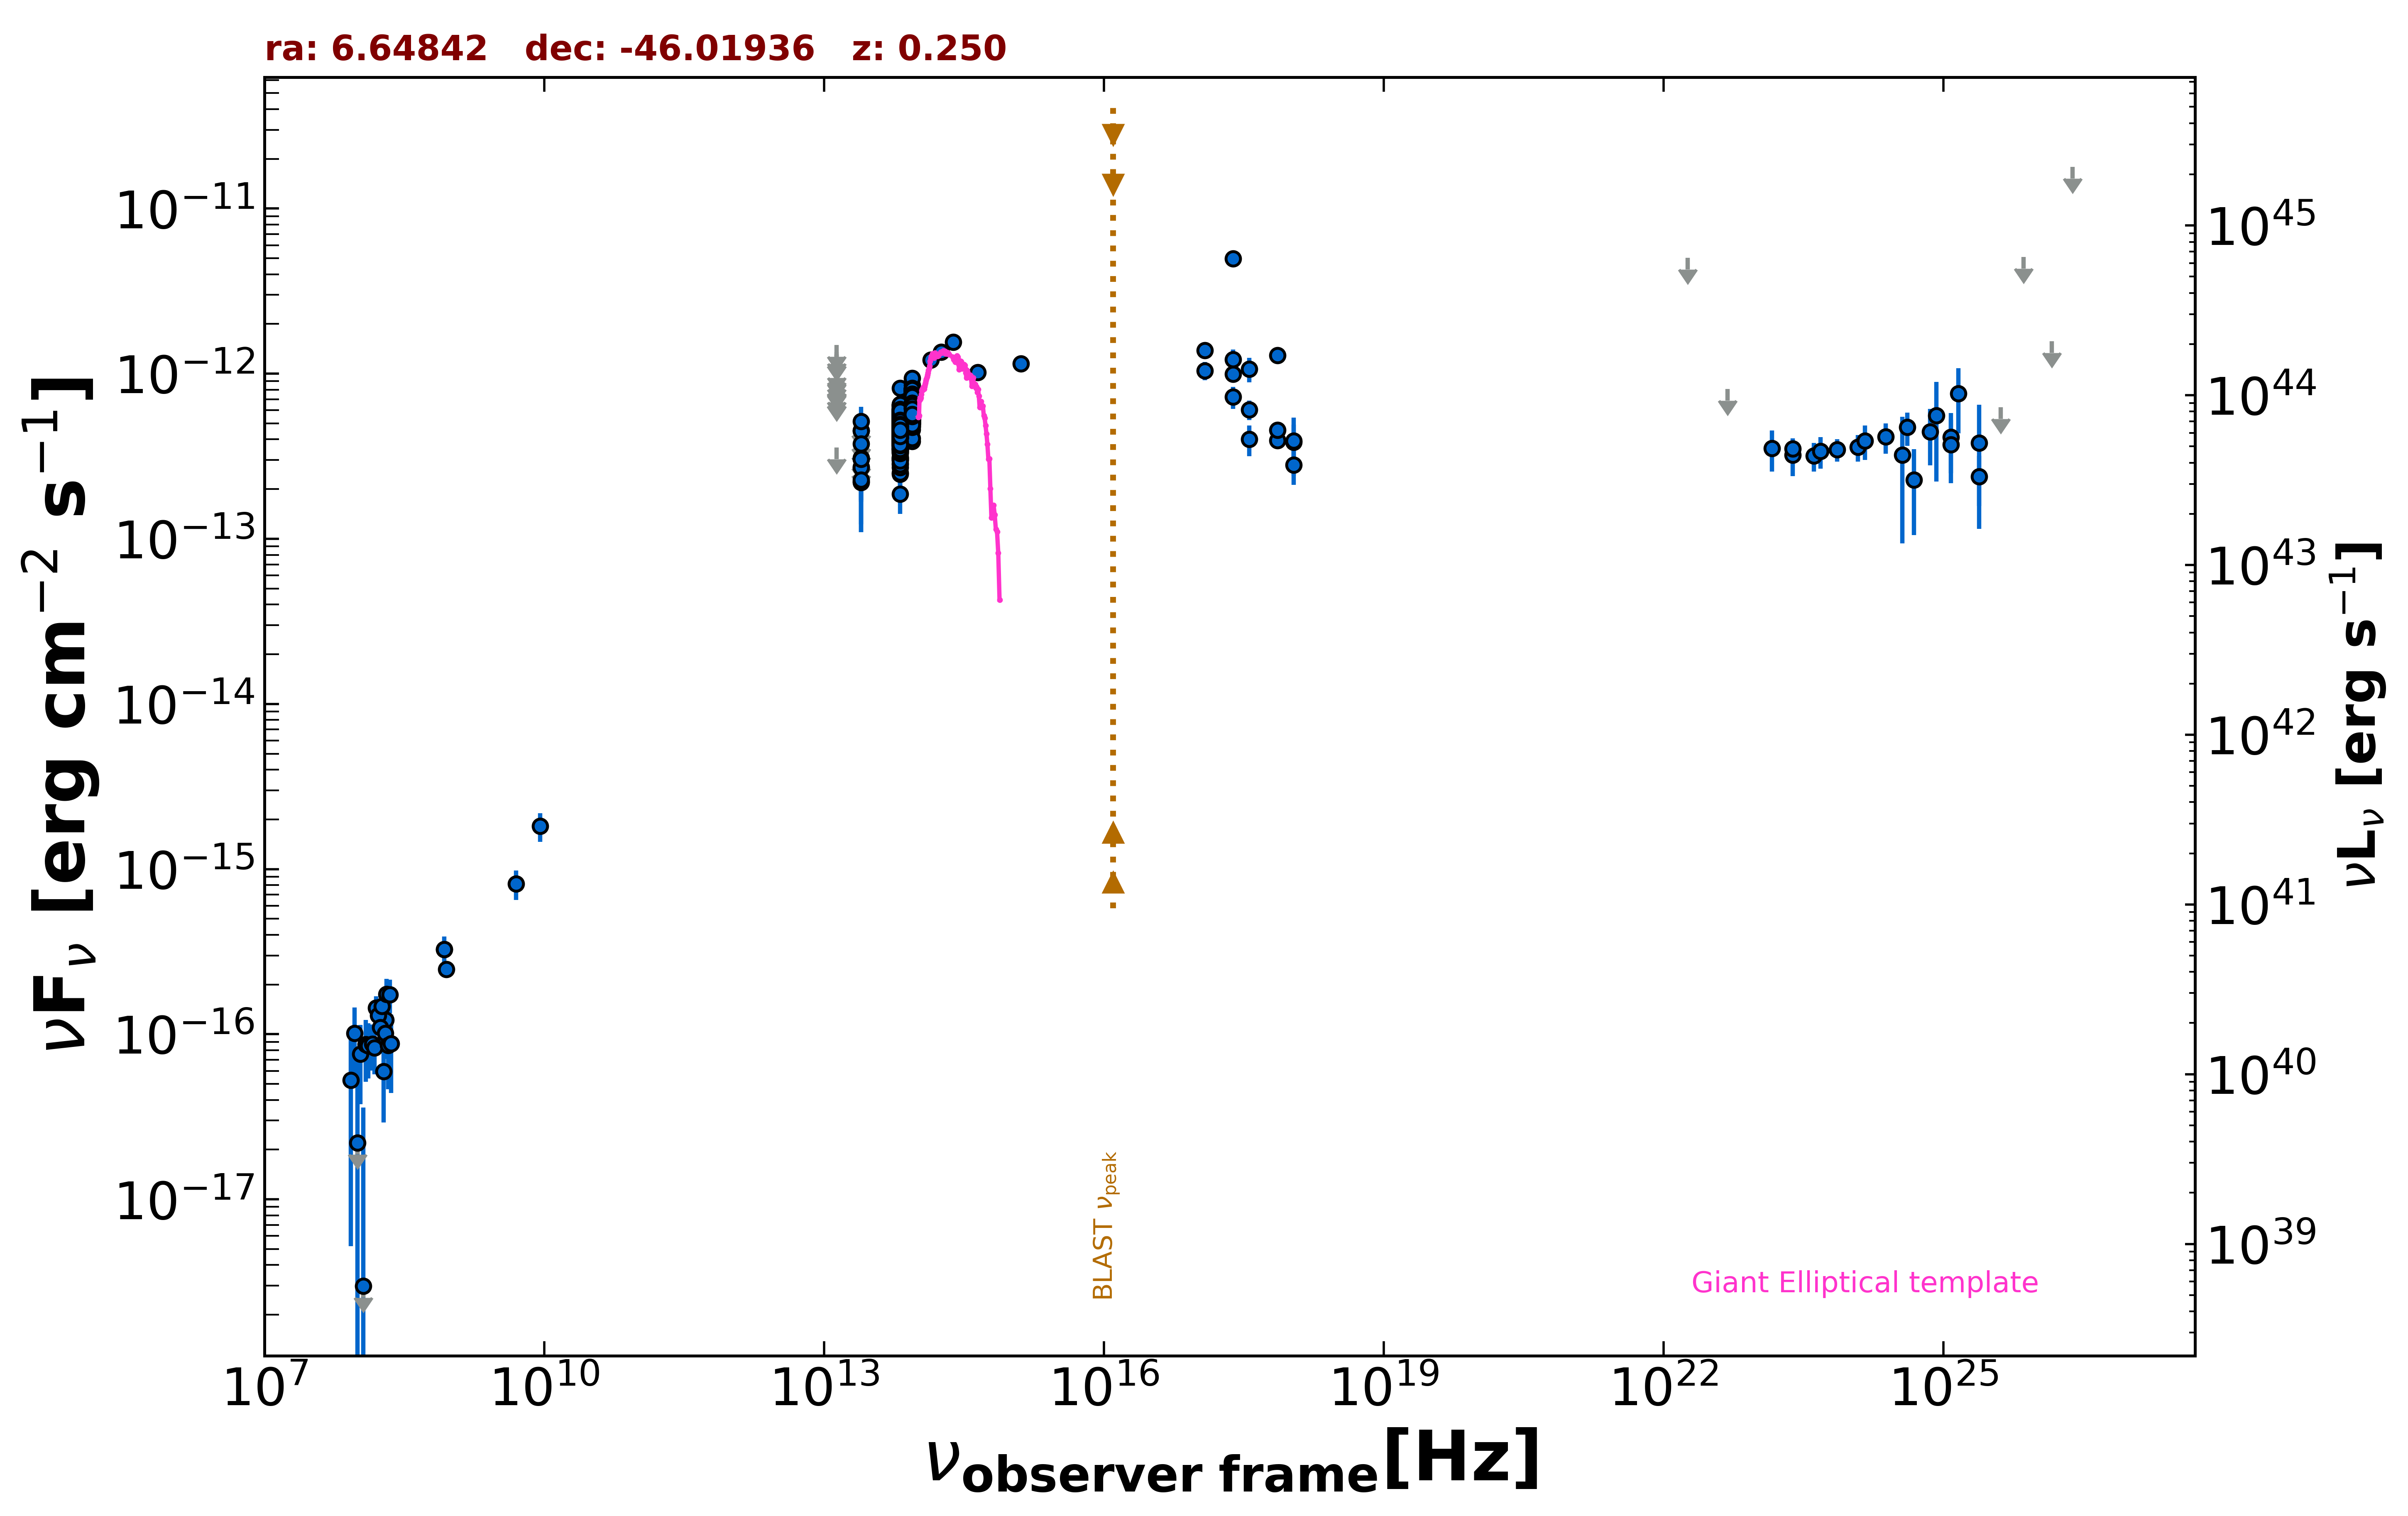 ra: 6.64842   dec: -46.01936   z: 0.250
νFν [erg cm⁻² s⁻¹]
10⁻¹¹
10⁻¹²
10⁻¹³
10⁻¹⁴
10⁻¹⁵
10⁻¹⁶
10⁻¹⁷
10⁴⁵
10⁴⁴
10⁴³
10⁴²
10⁴¹
10⁴⁰
10³⁹
νLν [erg s⁻¹]
BLAST νpeak
Giant Elliptical template
10⁷ 10¹⁰ 10¹³ 10¹⁶ 10¹⁹ 10²² 10²⁵
νobserver frame[Hz]